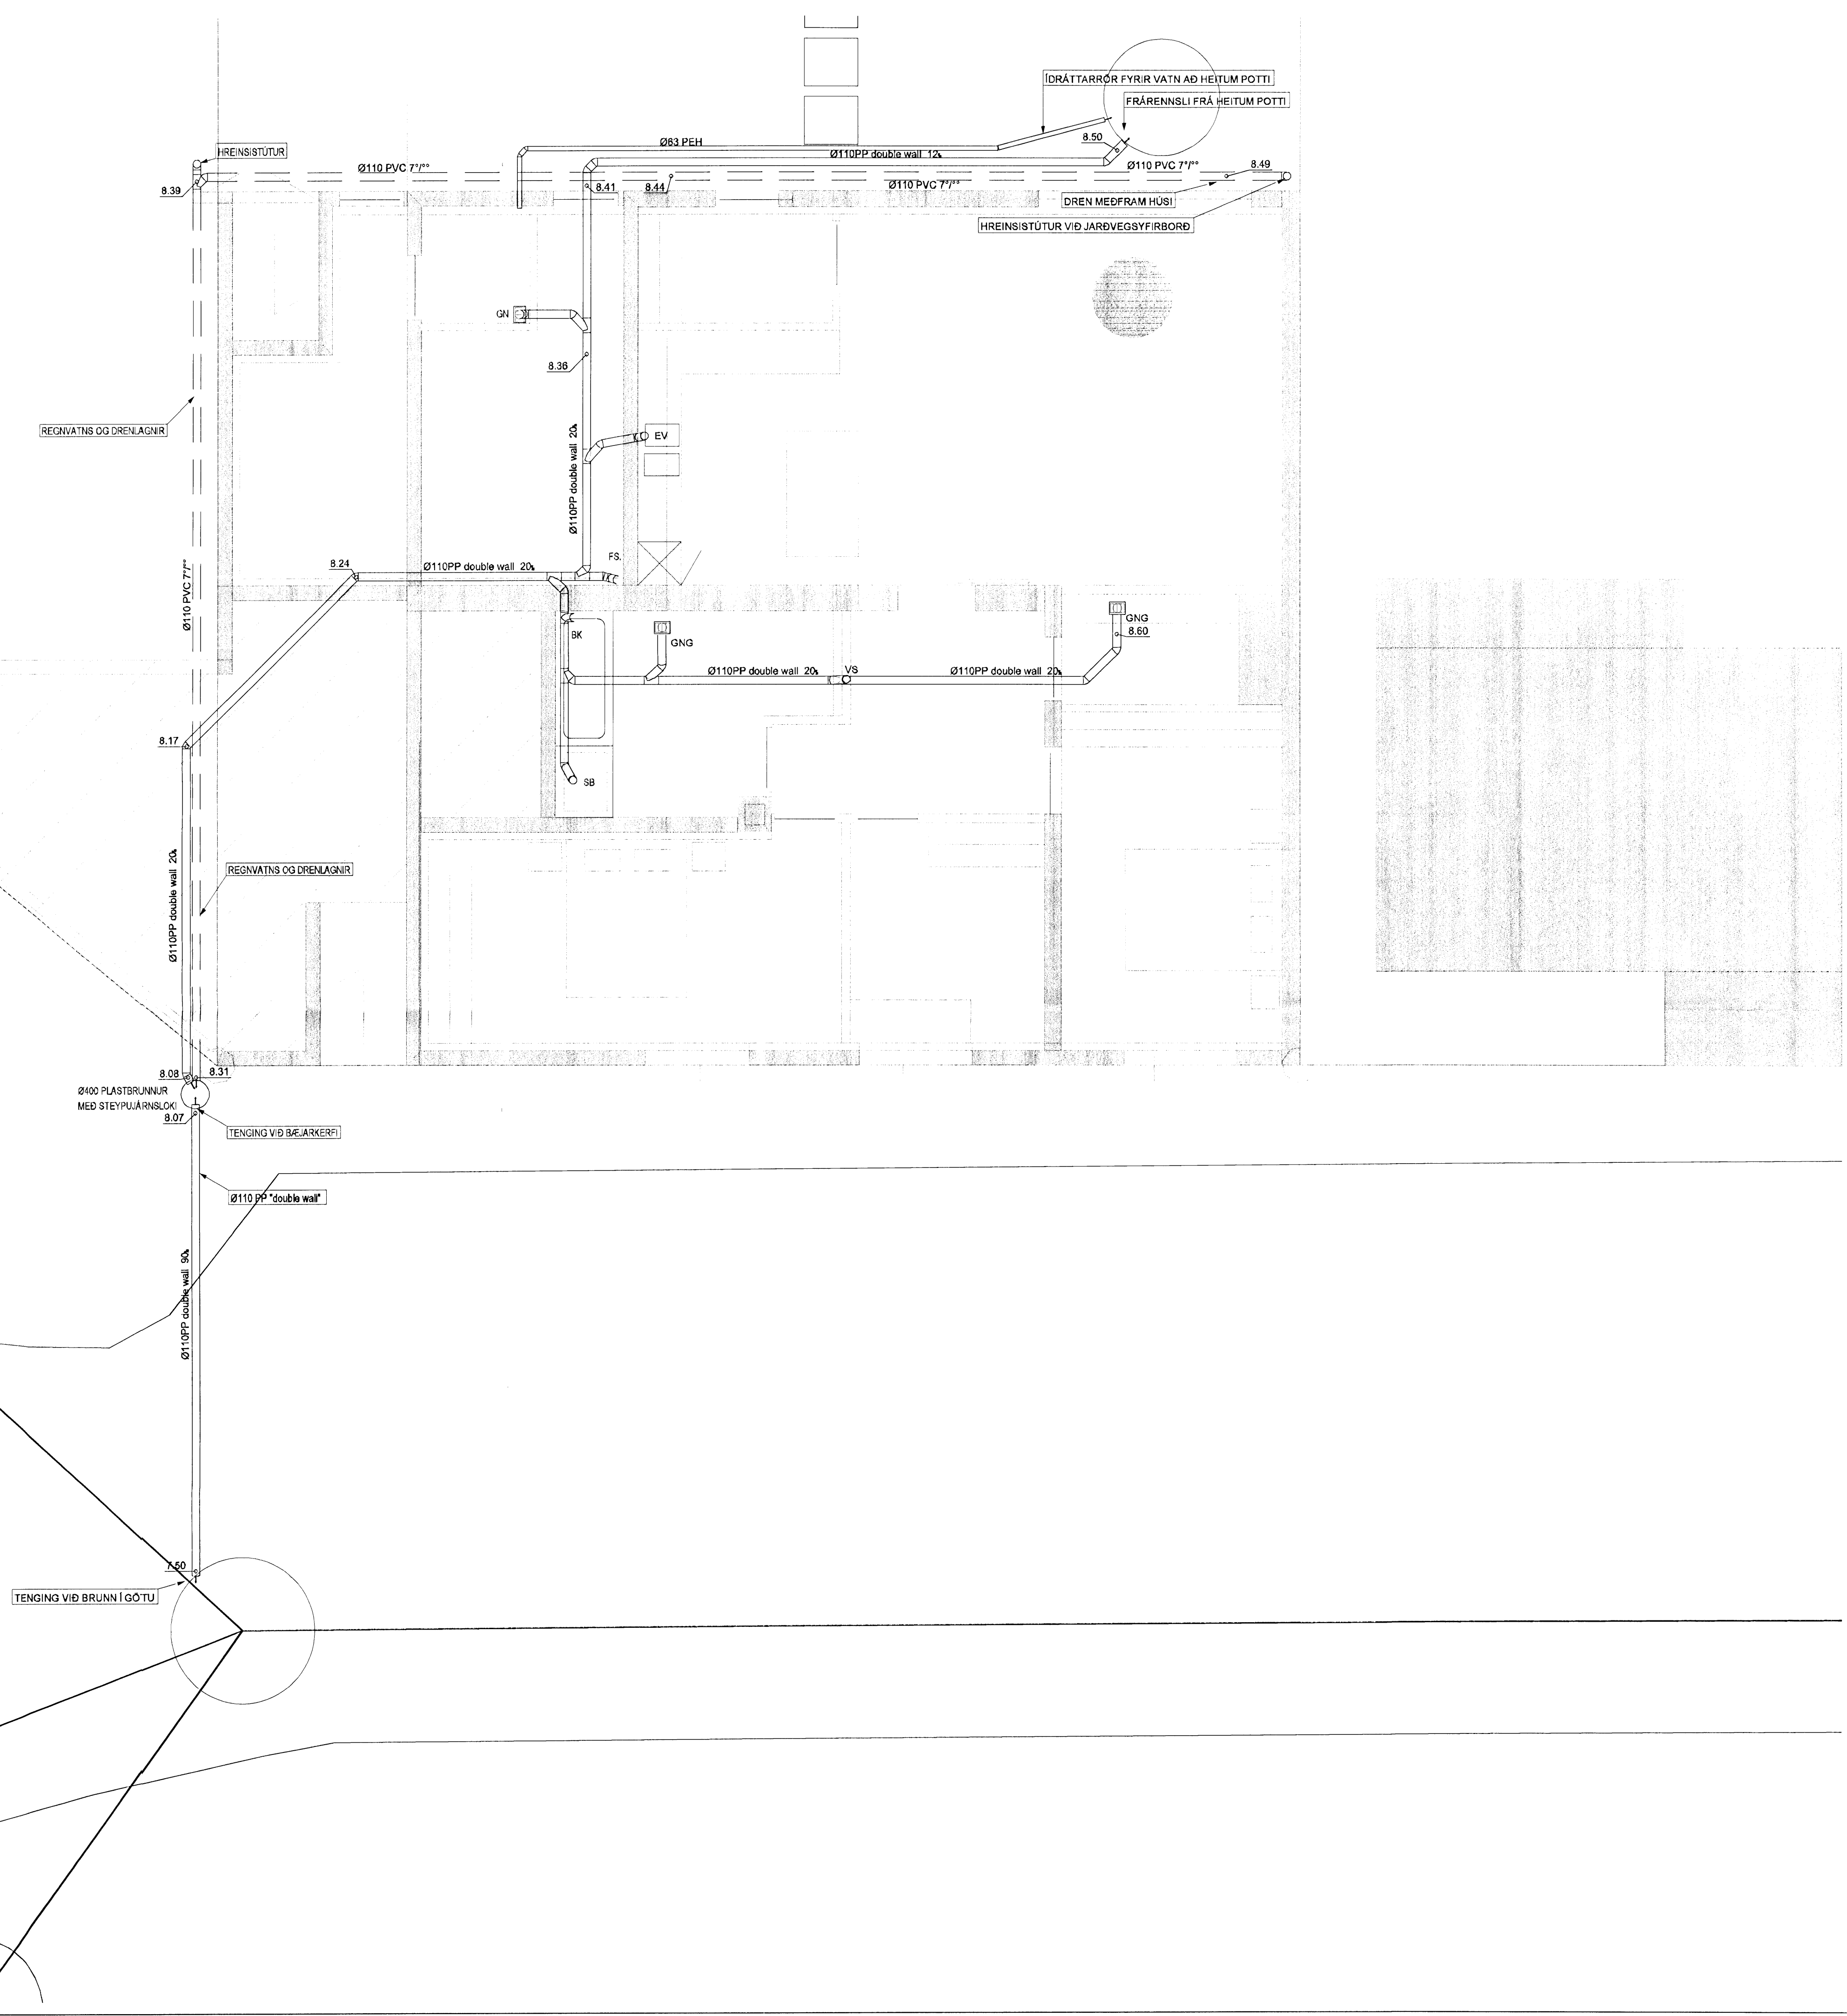 ÍDRÁTTARRÖR FYRIR VATN AÐ HEITUM POTTI
FRÁRENNSLI FRÁ HEITUM POTTI
8.50
Ø63 PEH
HREINSISTÚTUR
Ø110PP double wall 12‰
Ø110 PVC 7°/°°
Ø110 PVC 7°/°°
8.49
8.39
8.41
8.44
Ø110 PVC 7°/°°
DREN MEÐFRAM HÚSI
HREINSISTÚTUR VIÐ JARÐVEGSYFIRBORÐ
GN
8.36
REGNVATNS OG DRENLAGNIR
EV
Ø110PP double wall 20‰
FS.
8.24
Ø110PP double wall 20‰
Ø110 PVC 7°/°°
BK
GNG
GNG
8.60
VS
Ø110PP double wall 20‰
Ø110PP double wall 20‰
8.17
SB
REGNVATNS OG DRENLAGNIR
Ø110PP double wall 20‰
8.08
8.31
Ø400 PLASTBRUNNUR
MEÐ STEYPUJÁRNSLOKI
8.07
TENGING VIÐ BÆJARKERFI
Ø110 PP "double wall"
Ø110PP double wall 90‰
7.50
TENGING VIÐ BRUNN Í GÖTU